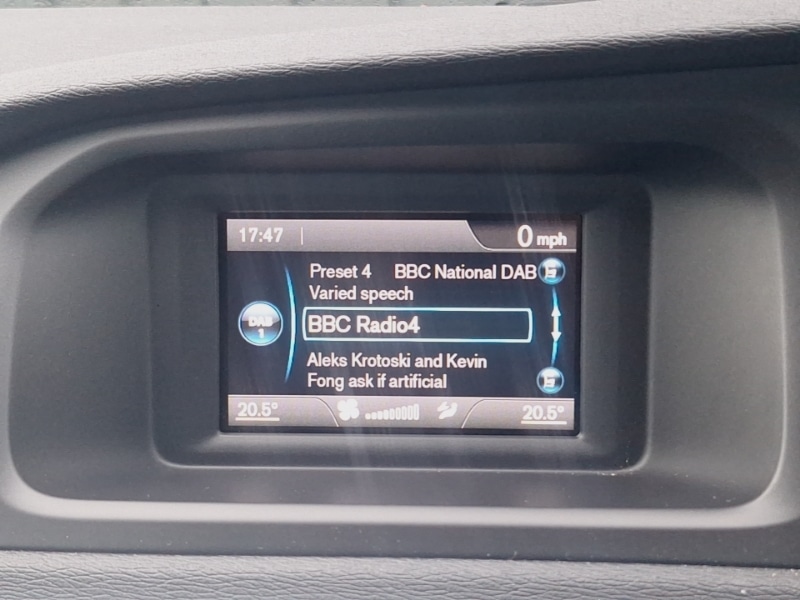 17:47 0 mph
Preset 4 BBC National DAB
Varied speech
DAB
1
BBC Radio4
Aleks Krotoski and Kevin
Fong ask if artificial
20.5° 20.5°